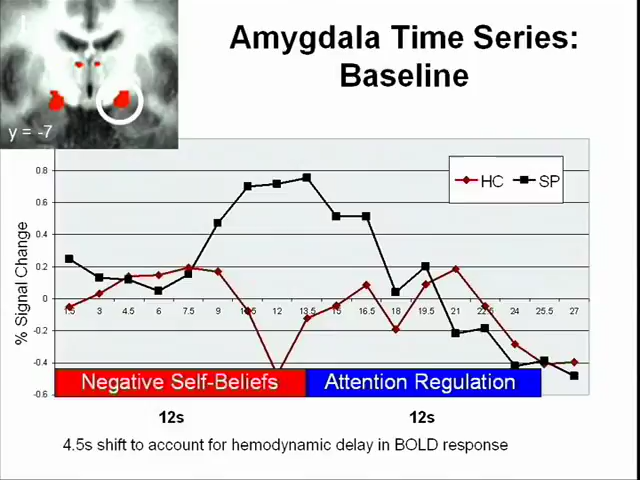 Amygdala Time Series:
Baseline
y = -7
HC SP
% Signal Change
0.8
0.6
0.4
0.2
0
-0.2
-0.4
-0.6
1.5 3 4.5 6 7.5 9 10.5 12 13.5 15 16.5 18 19.5 21 22.5 24 25.5 27
Negative Self-Beliefs Attention Regulation
12s 12s
4.5s shift to account for hemodynamic delay in BOLD response